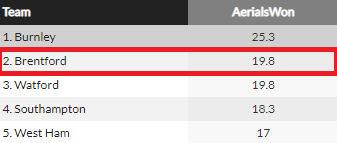 Team AerialsWon
1. Burnley 25.3
2. Brentford 19.8
3. Watford 19.8
4. Southampton 18.3
5. West Ham 17